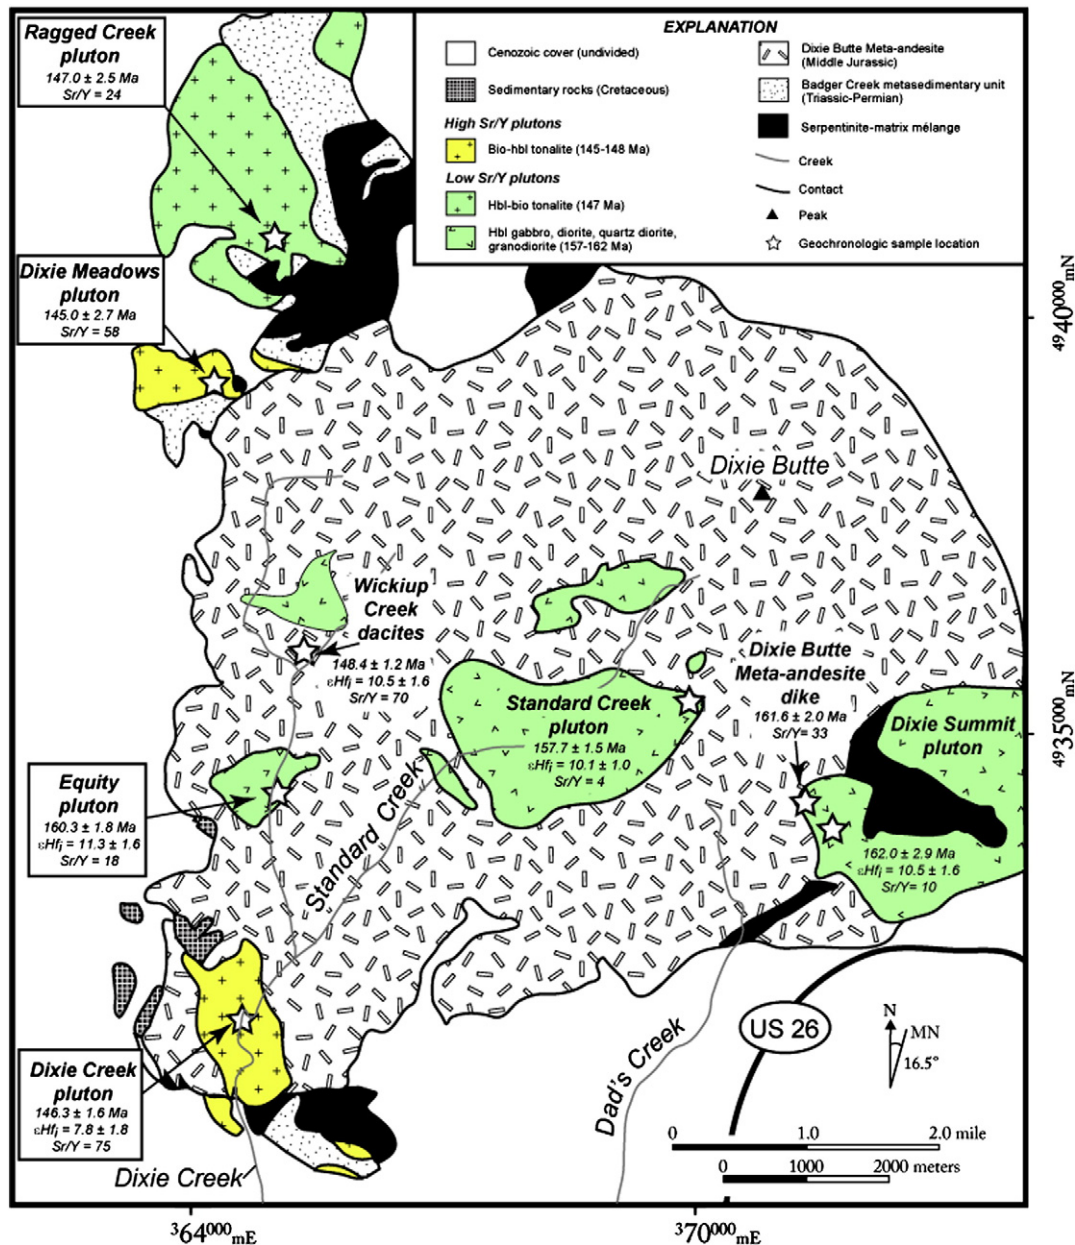 Ragged Creek
pluton
147.0 ± 2.5 Ma
Sr/Y = 24
EXPLANATION
Cenozoic cover (undivided)
Sedimentary rocks (Cretaceous)
High Sr/Y plutons
Bio-hbl tonalite (145-148 Ma)
Low Sr/Y plutons
Hbl-bio tonalite (147 Ma)
Hbl gabbro, diorite, quartz diorite,
granodiorite (157-162 Ma)
Dixie Butte Meta-andesite
(Middle Jurassic)
Badger Creek metasedimentary unit
(Triassic-Permian)
Serpentinite-matrix mélange
Creek
Contact
Peak
Geochronologic sample location
Dixie Meadows
pluton
145.0 ± 2.7 Ma
Sr/Y = 58
4940000mN
Dixie Butte
Wickiup
Creek
dacites
148.4 ± 1.2 Ma
εHfi = 10.5 ± 1.6
Sr/Y = 70
Standard Creek
pluton
157.7 ± 1.5 Ma
εHfi = 10.1 ± 1.0
Sr/Y = 4
Dixie Butte
Meta-andesite
dike
161.6 ± 2.0 Ma
Sr/Y= 33
Dixie Summit
pluton
162.0 ± 2.9 Ma
εHfi = 10.5 ± 1.6
Sr/Y= 10
4935000mN
Equity
pluton
160.3 ± 1.8 Ma
εHfi = 11.3 ± 1.6
Sr/Y = 18
Standard Creek
Dixie Creek
pluton
146.3 ± 1.6 Ma
εHfi = 7.8 ± 1.8
Sr/Y = 75
Dixie Creek
Dad's Creek
US 26
N
MN
16.5°
0 1.0 2.0 mile
0 1000 2000 meters
364000mE
370000mE